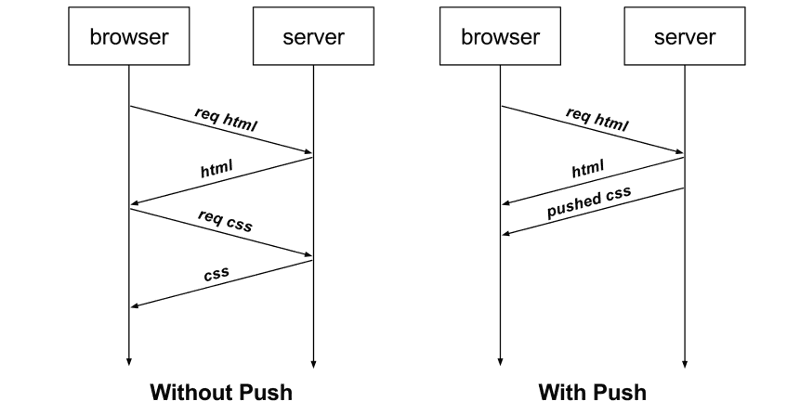 browser
server
req html
html
req css
css
Without Push
browser
server
req html
html
pushed css
With Push